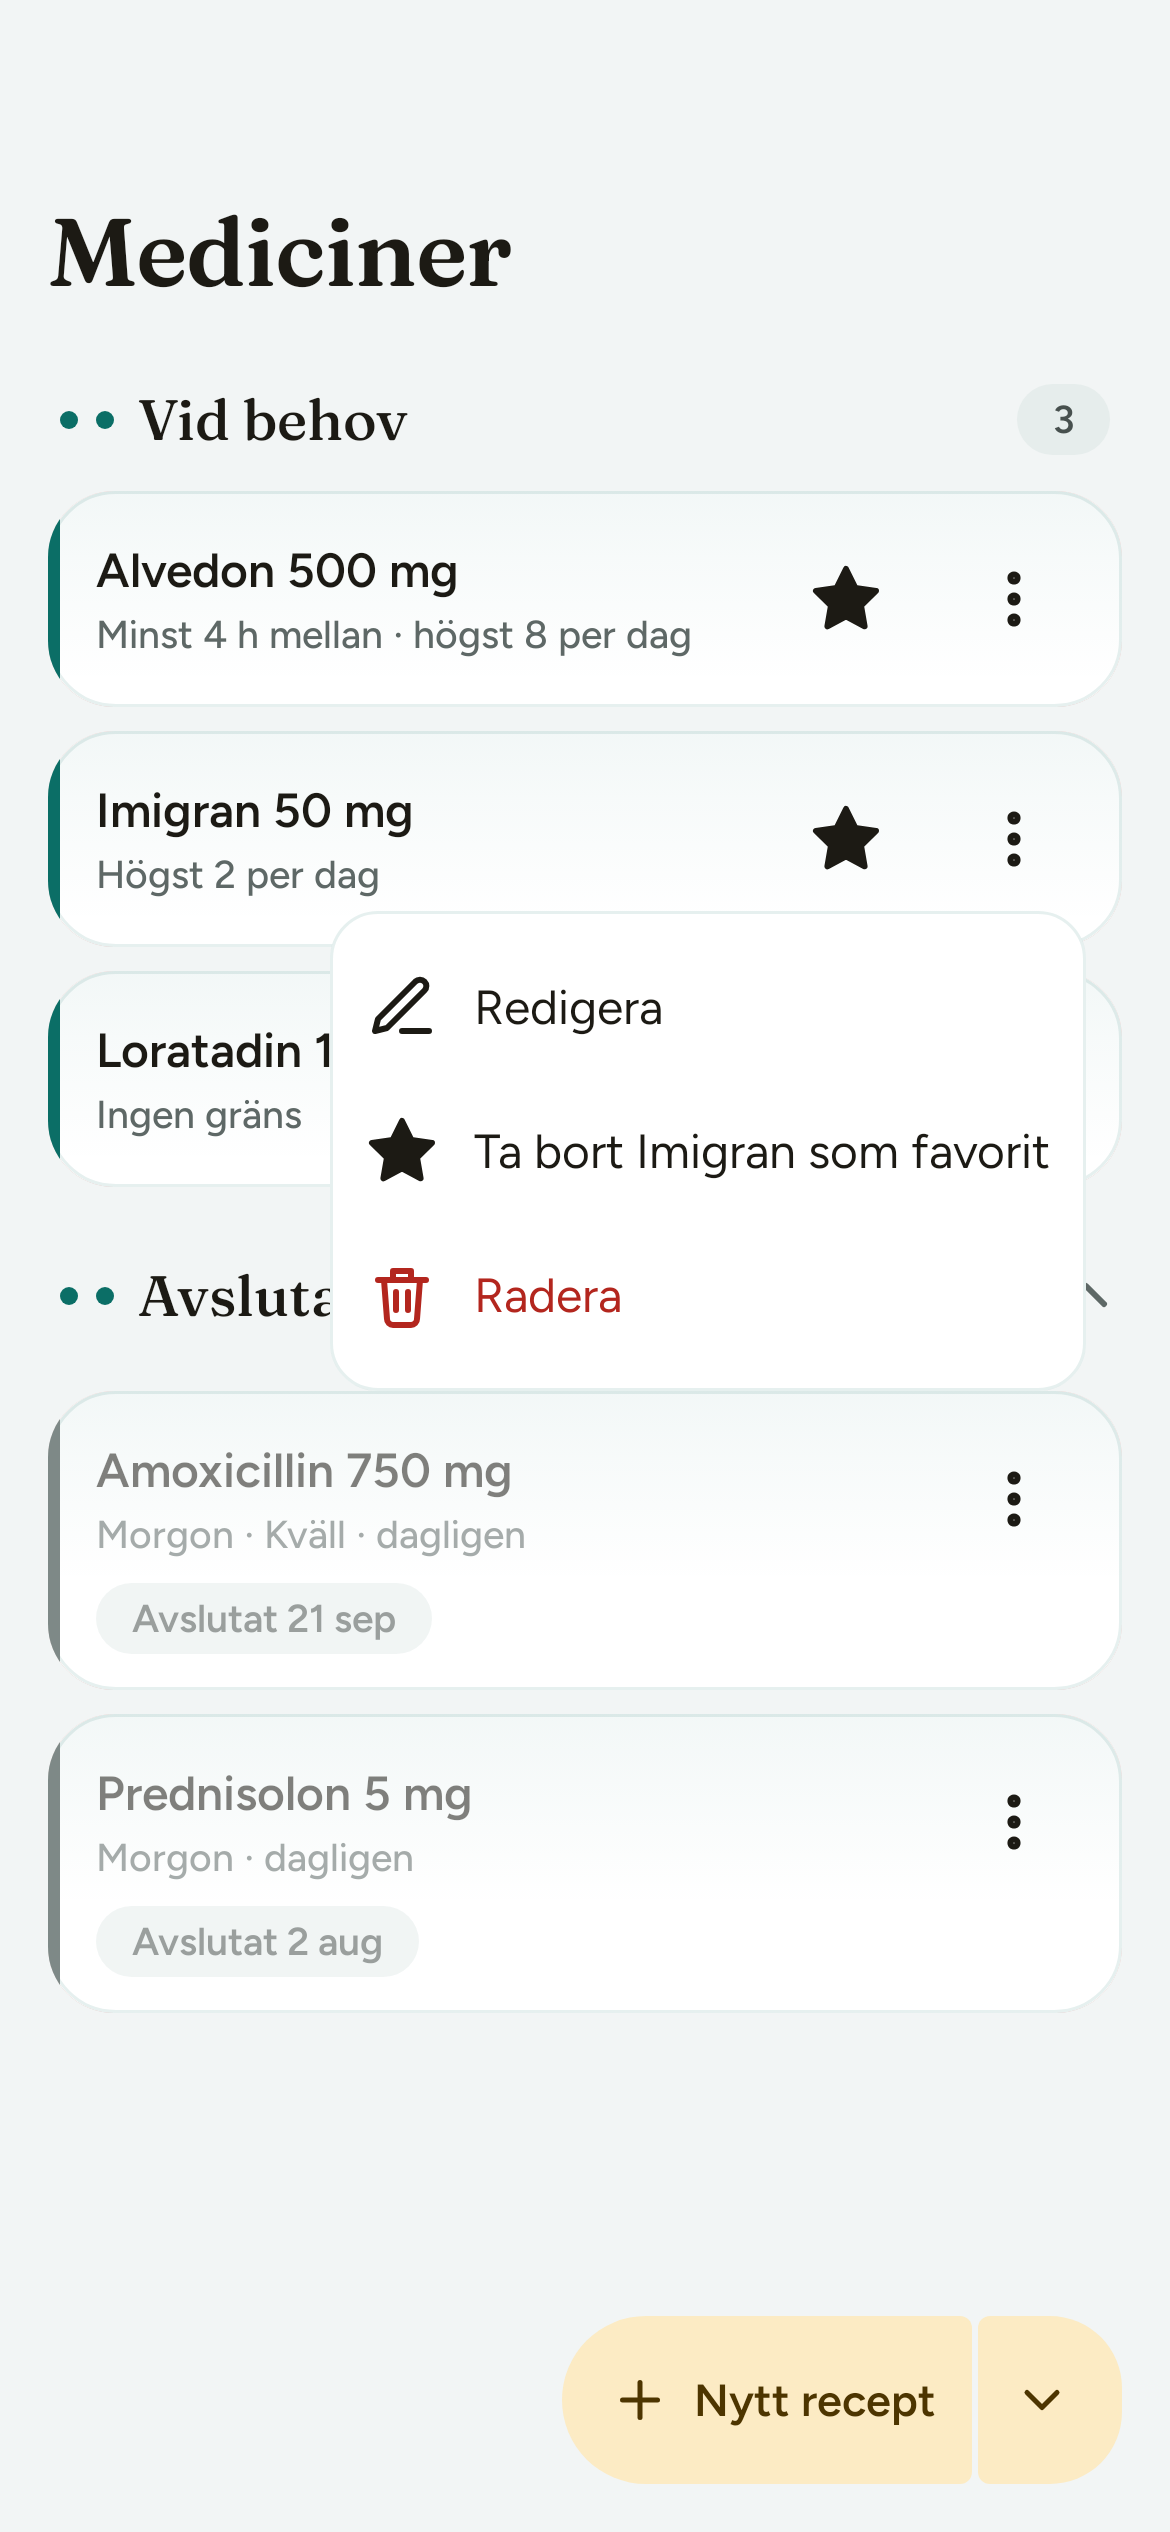 Mediciner
Vid behov
3
Alvedon 500 mg
Minst 4 h mellan · högst 8 per dag
Imigran 50 mg
Högst 2 per dag
Loratadin
Ingen gräns
Redigera
Ta bort Imigran som favorit
Radera
Amoxicillin 750 mg
Morgon · Kväll · dagligen
Avslutat 21 sep
Prednisolon 5 mg
Morgon · dagligen
Avslutat 2 aug
Nytt recept